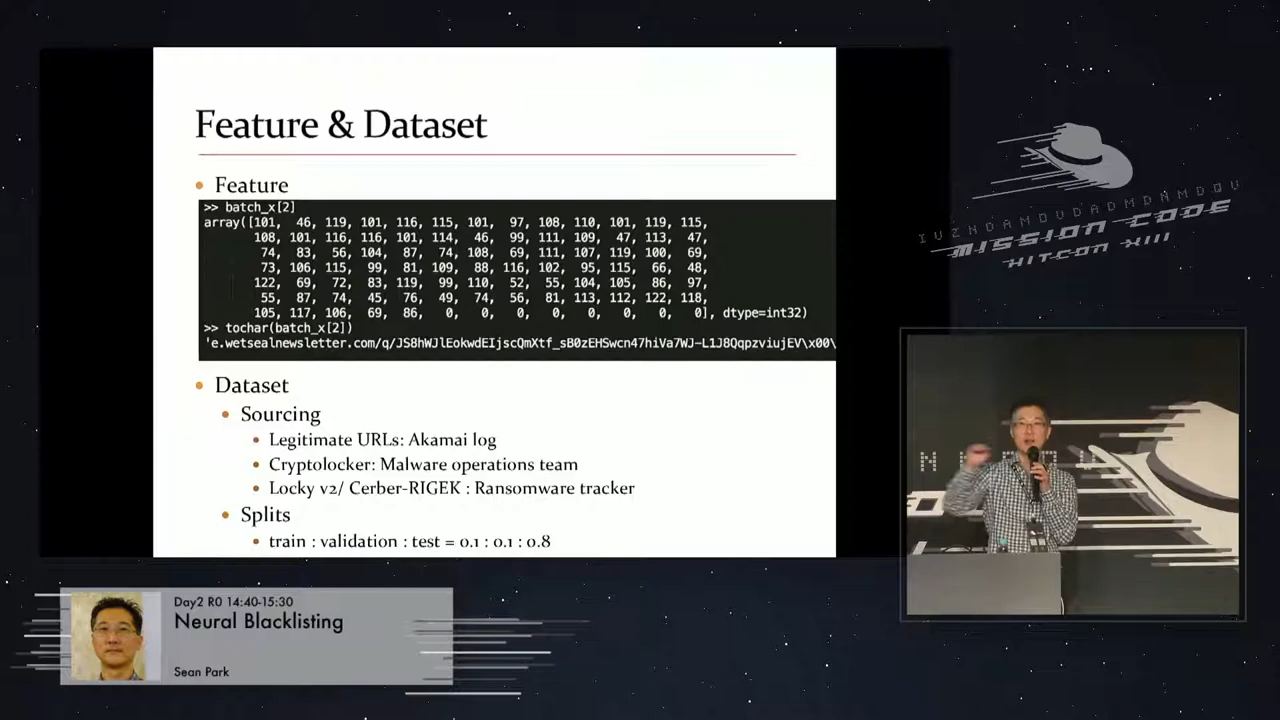 Feature & Dataset
• Feature
>> batch_x[2]
array([101, 46, 119, 101, 116, 115, 101, 97, 108, 110, 101, 119, 115,
108, 101, 116, 116, 101, 114, 46, 99, 111, 109, 47, 113, 47,
74, 83, 56, 104, 87, 74, 108, 69, 111, 107, 119, 100, 69,
73, 106, 115, 99, 81, 109, 88, 116, 102, 95, 115, 66, 48,
122, 69, 72, 83, 119, 99, 110, 52, 55, 104, 105, 86, 97,
55, 87, 74, 45, 76, 49, 74, 56, 81, 113, 112, 122, 118,
105, 117, 106, 69, 86, 0, 0, 0, 0, 0, 0, 0, 0], dtype=int32)
>> tochar(batch_x[2])
'e.wetsealnewsletter.com/q/JS8hWJlEokwdEIjscQmXtf_sB0zEHSwcn47hiVa7WJ-L1J8QqpzviujEV\x00\
• Dataset
• Sourcing
• Legitimate URLs: Akamai log
• Cryptolocker: Malware operations team
• Locky v2/ Cerber-RIGEK : Ransomware tracker
• Splits
• train : validation : test = 0.1 : 0.1 : 0.8
IVZNDAMOVDADMDAMDQV
MISSION CODE
HITCON XIII
Day2 R0 14:40-15:30
Neural Blacklisting
Sean Park